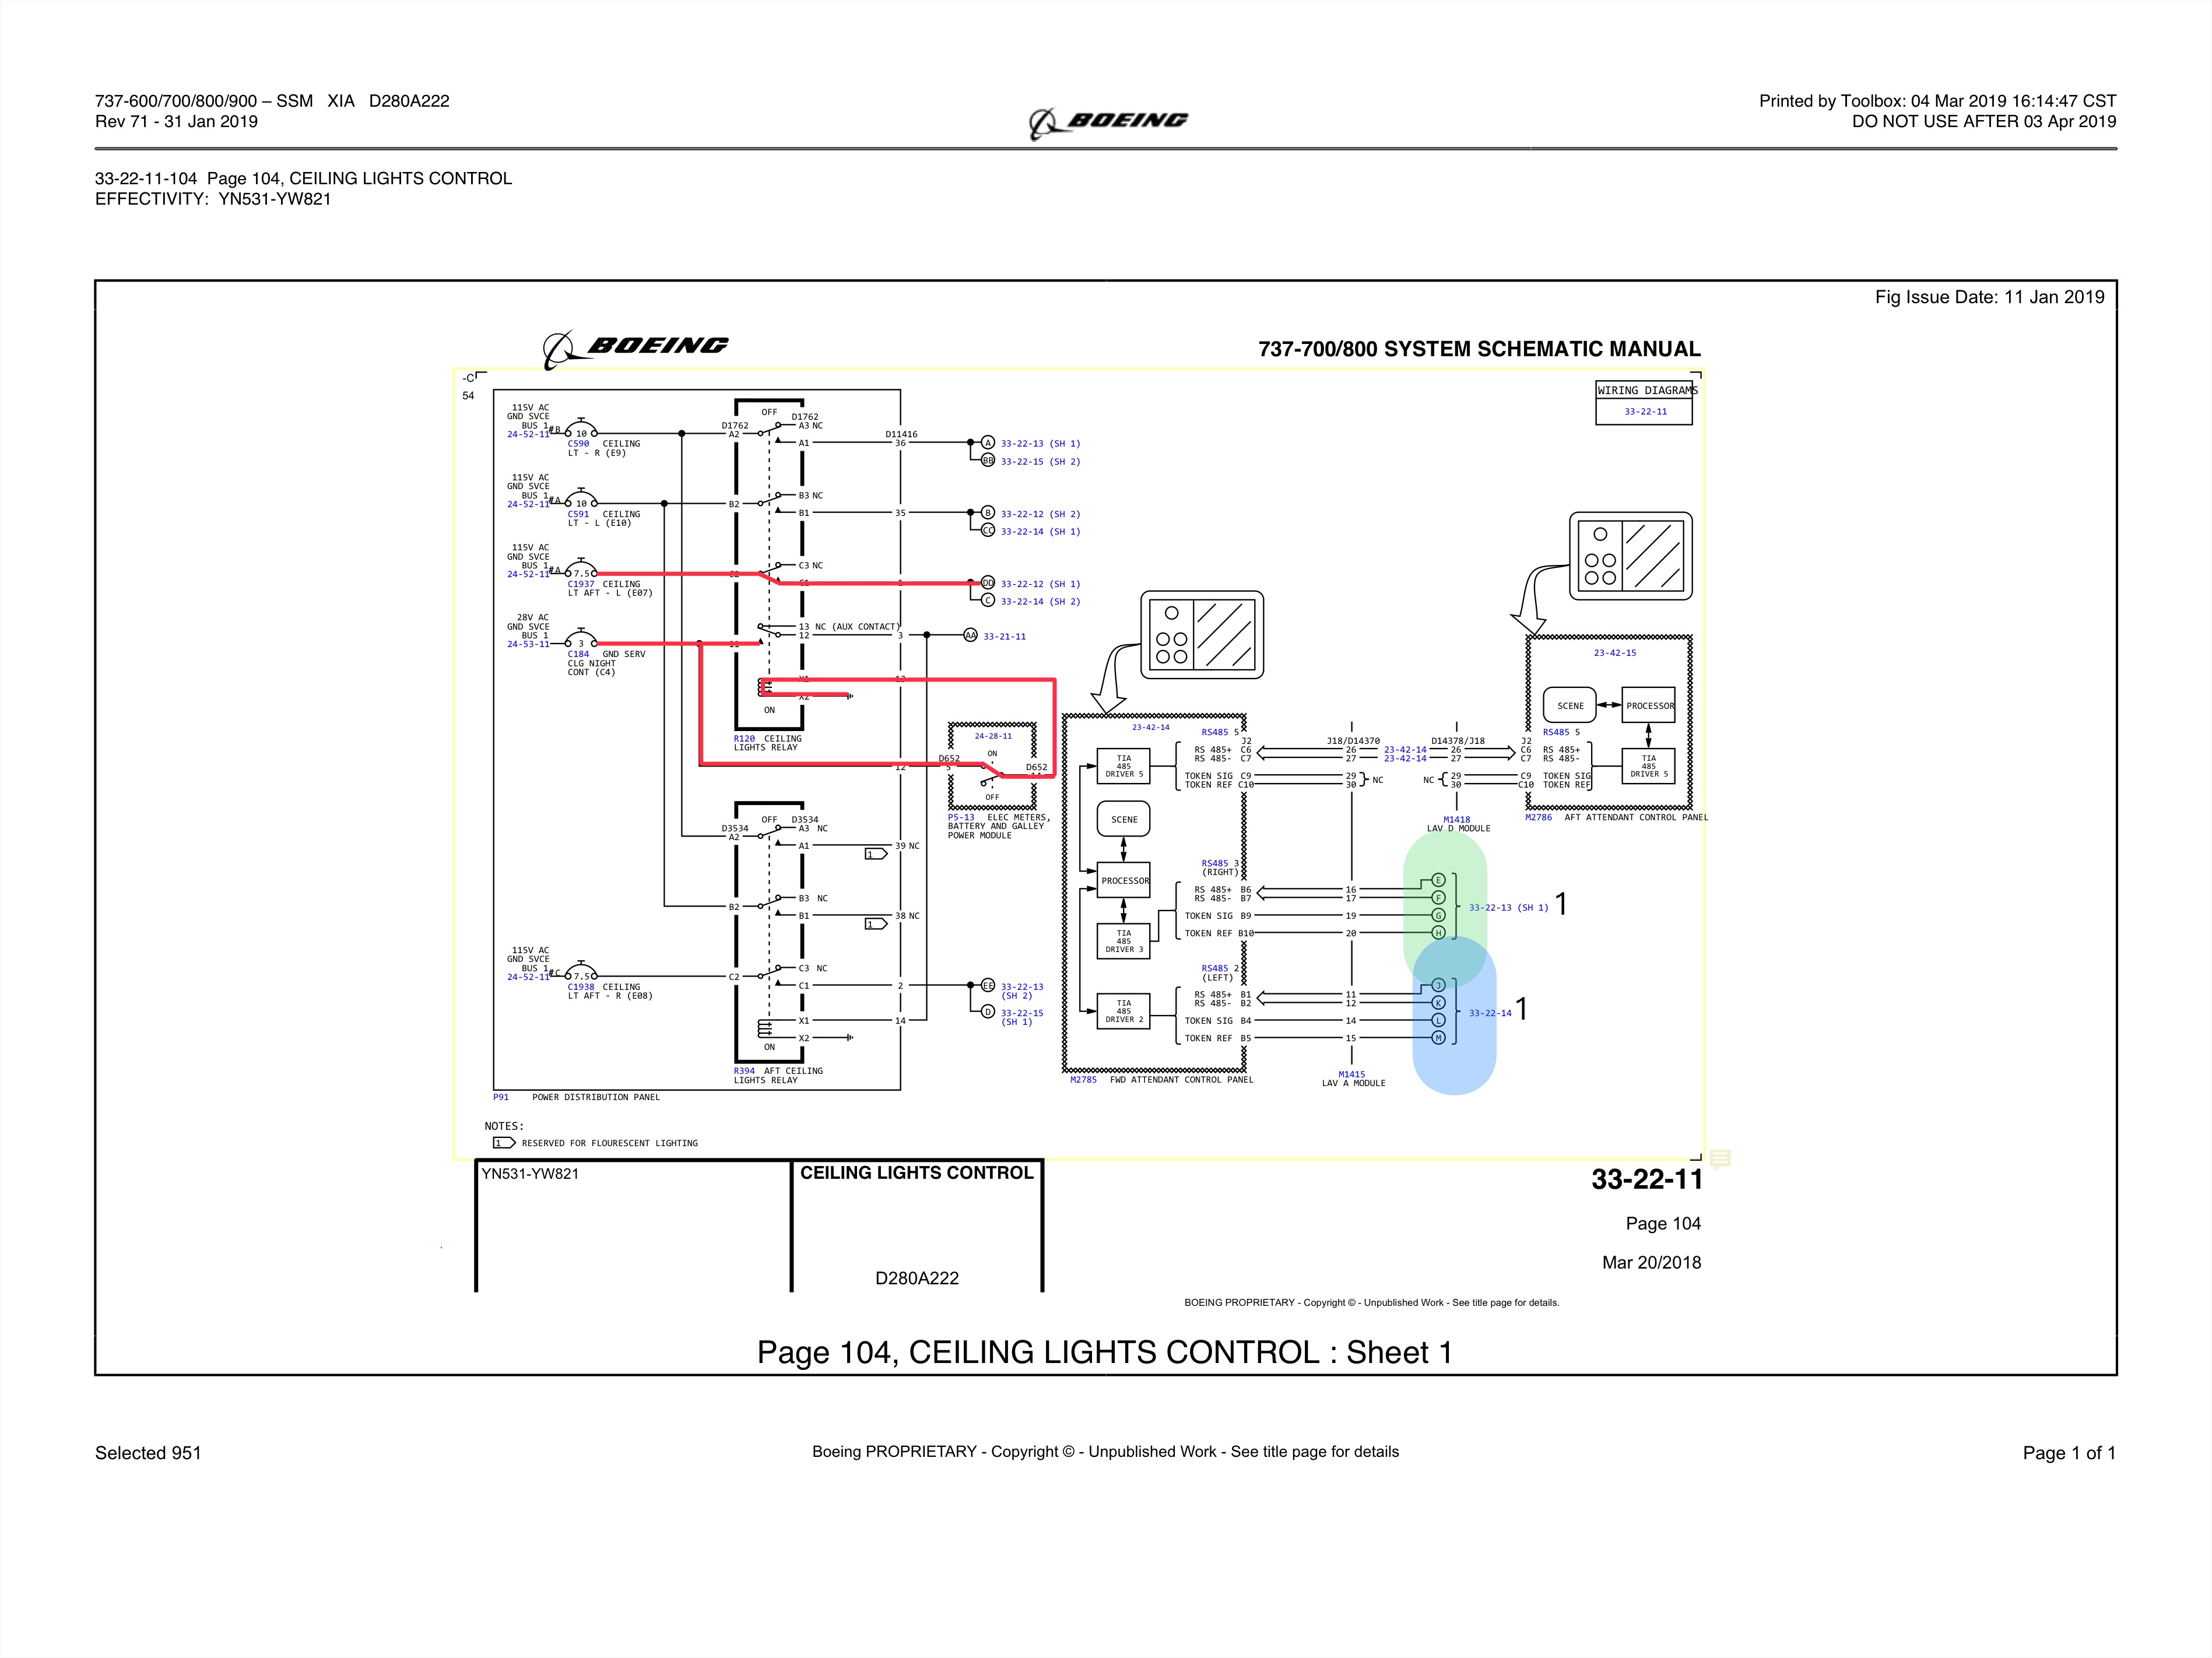 737-600/700/800/900 – SSM XIA D280A222
Rev 71 - 31 Jan 2019
BOEING
Printed by Toolbox: 04 Mar 2019 16:14:47 CST
DO NOT USE AFTER 03 Apr 2019
33-22-11-104 Page 104, CEILING LIGHTS CONTROL
EFFECTIVITY: YN531-YW821
Fig Issue Date: 11 Jan 2019
BOEING
737-700/800 SYSTEM SCHEMATIC MANUAL
-C
54
WIRING DIAGRAMS
33-22-11
115V AC
GND SVCE
BUS 1
24-52-11
#B
10
C590 CEILING
LT - R (E9)
115V AC
GND SVCE
BUS 1
24-52-11
#A
10
C591 CEILING
LT - L (E10)
115V AC
GND SVCE
BUS 1
24-52-11
#A
7.5
C1937 CEILING
LT AFT - L (E07)
28V AC
GND SVCE
BUS 1
24-53-11
3
C184 GND SERV
CLG NIGHT
CONT (C4)
OFF
D1762
D1762
A2
A3 NC
A1
B2
B3 NC
B1
C3 NC
13 NC (AUX CONTACT)
12
ON
R120 CEILING
LIGHTS RELAY
D11416
36
35
3
12
A 33-22-13 (SH 1)
BB 33-22-15 (SH 2)
B 33-22-12 (SH 2)
CC 33-22-14 (SH 1)
DD 33-22-12 (SH 1)
C 33-22-14 (SH 2)
AA 33-21-11
24-28-11
ON
D652
5
D652
OFF
P5-13 ELEC METERS,
BATTERY AND GALLEY
POWER MODULE
OFF
D3534
D3534
A2
A3 NC
A1
1
39 NC
B2
B3 NC
B1
1
38 NC
115V AC
GND SVCE
BUS 1
24-52-11
#C
7.5
C1938 CEILING
LT AFT - R (E08)
C2
C3 NC
C1
2
EE 33-22-13
(SH 2)
D 33-22-15
(SH 1)
X1
14
X2
ON
R394 AFT CEILING
LIGHTS RELAY
P91 POWER DISTRIBUTION PANEL
NOTES:
1 RESERVED FOR FLOURESCENT LIGHTING
23-42-14
RS485 5
TIA
485
DRIVER 5
J2
RS 485+ C6
RS 485- C7
TOKEN SIG C9
TOKEN REF C10
SCENE
PROCESSOR
RS485 3
(RIGHT)
RS 485+ B6
RS 485- B7
TOKEN SIG B9
TOKEN REF B10
TIA
485
DRIVER 3
RS485 2
(LEFT)
RS 485+ B1
RS 485- B2
TOKEN SIG B4
TOKEN REF B5
TIA
485
DRIVER 2
M2785 FWD ATTENDANT CONTROL PANEL
J18/D14370
26
27
29
30
NC
23-42-14
23-42-14
D14378/J18
26
27
NC
29
30
M1418
LAV D MODULE
16
17
19
20
E
F
G
H
33-22-13 (SH 1) 1
11
12
14
15
J
K
L
M
33-22-14 1
M1415
LAV A MODULE
23-42-15
SCENE
PROCESSOR
RS485 5
J2
C6 RS 485+
C7 RS 485-
C9 TOKEN SIG
C10 TOKEN REF
TIA
485
DRIVER 5
M2786 AFT ATTENDANT CONTROL PANEL
YN531-YW821
CEILING LIGHTS CONTROL
D280A222
33-22-11
Page 104
Mar 20/2018
BOEING PROPRIETARY - Copyright © - Unpublished Work - See title page for details.
Page 104, CEILING LIGHTS CONTROL : Sheet 1
Selected 951
Boeing PROPRIETARY - Copyright © - Unpublished Work - See title page for details
Page 1 of 1